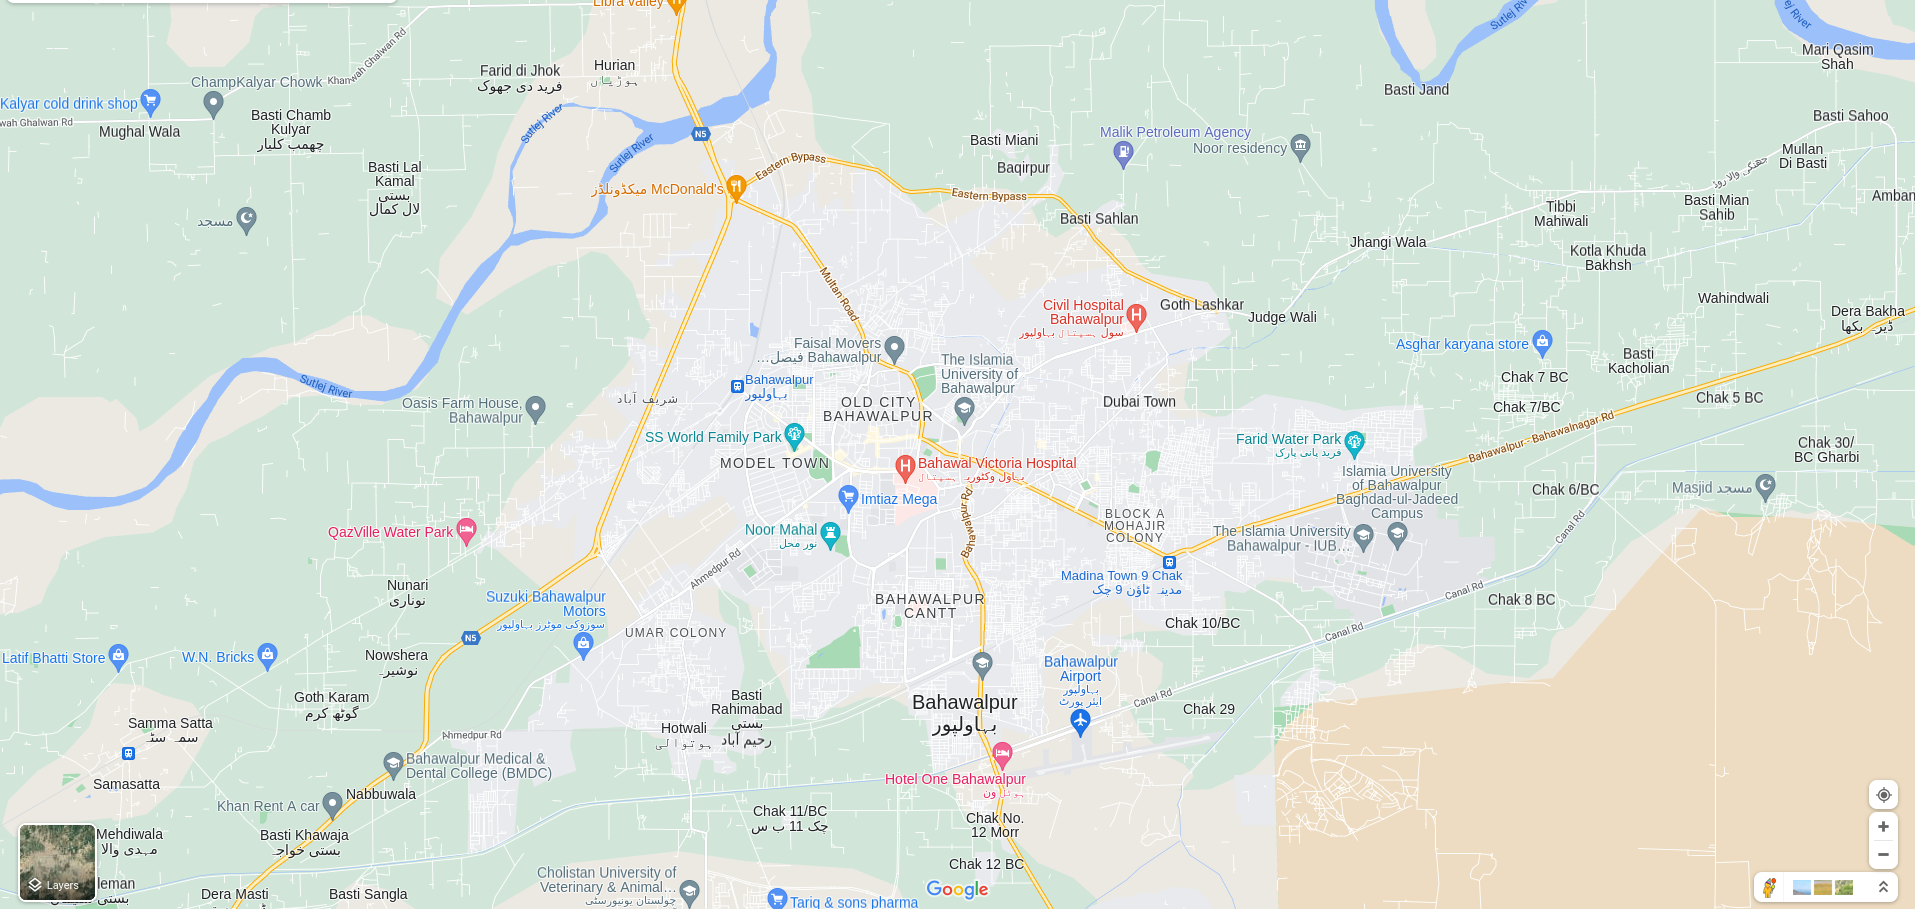 Libra Valley
Sutlej River
Sutlej River
Mari Qasim
Shah
Khanwah Ghalwan Rd
Farid di Jhok
فرید دی جھوک
Hurian
ہوڑیاں
ChampKalyar Chowk
Basti Jand
Kalyar cold drink shop
Basti Chamb
Kulyar
چھمب کلیار
Mughal Wala
Sutlej River
Sutlej River
N5
Basti Miani
Baqirpur
Malik Petroleum Agency
Noor residency
Basti Sahoo
Mullan
Di Basti
Basti Lal
Kamal
بستی
لال کمال
Eastern Bypass
Eastern Bypass
میکڈونلڈز McDonald's
جھنگی والا روڈ
Basti Mian
Sahib
Tibbi
Mahiwali
مسجد
Basti Sahlan
Jhangi Wala
Kotla Khuda
Bakhsh
Multan Road
Wahindwali
Dera Bakha
ڈیرہ بکھا
Civil Hospital
Bahawalpur
سول ہسپتال بہاولپور
Goth Lashkar
Judge Wali
Faisal Movers
Bahawalpur فیصل…
The Islamia
University of
Bahawalpur
Asghar karyana store
Basti
Kacholian
Sutlej River
Bahawalpur
بہاولپور
شریف آباد
Oasis Farm House,
Bahawalpur
OLD CITY
BAHAWALPUR
Dubai Town
Chak 7 BC
Chak 7/BC
Chak 5 BC
Bahawalpur - Bahawalnagar Rd
SS World Family Park
MODEL TOWN
Bahawal Victoria Hospital
بہاول وکٹوریہ ہسپتال
Farid Water Park
فرید پانی پارک
Islamia University
of Bahawalpur
Baghdad-ul-Jadeed
Campus
Chak 30/
BC Gharbi
Chak 6/BC
Masjid مسجد
Imtiaz Mega
QazVille Water Park
Noor Mahal
نور محل
Bahawalpur Rd
BLOCK A
MOHAJIR
COLONY
The Islamia University
Bahawalpur - IUB…
Canal Rd
Ahmedpur Rd
Madina Town 9 Chak
مدینہ ٹاؤن 9 چک
Nunari
نوناری
Suzuki Bahawalpur
Motors
سوزوکی موٹرز بہاولپور
BAHAWALPUR
CANTT
Canal Rd
Chak 8 BC
Chak 10/BC
Canal Rd
UMAR COLONY
N5
Latif Bhatti Store
W.N. Bricks
Nowshera
نوشیرہ
Bahawalpur
Airport
بہاولپور
ایئر پورٹ
Goth Karam
گوٹھ کرم
Basti
Rahimabad
بستی
رحیم آباد
Bahawalpur
بہاولپور
Canal Rd
Chak 29
Samma Satta
سمہ سٹہ
Ahmedpur Rd
Hotwali
ہوتوالی
Samasatta
Bahawalpur Medical &
Dental College (BMDC)
Hotel One Bahawalpur
ہوٹل ون
Nabbuwala
Khan Rent A car
Chak 11/BC
چک 11 ب س
Chak No.
12 Morr
Mehdiwala
مہدی والا
Basti Khawaja
بستی خواجہ
Chak 12 BC
Cholistan University of
Veterinary & Animal…
چولستان یونیورسٹی
Layers
Dera Masti
Basti Sangla
Tariq & sons pharma
Google